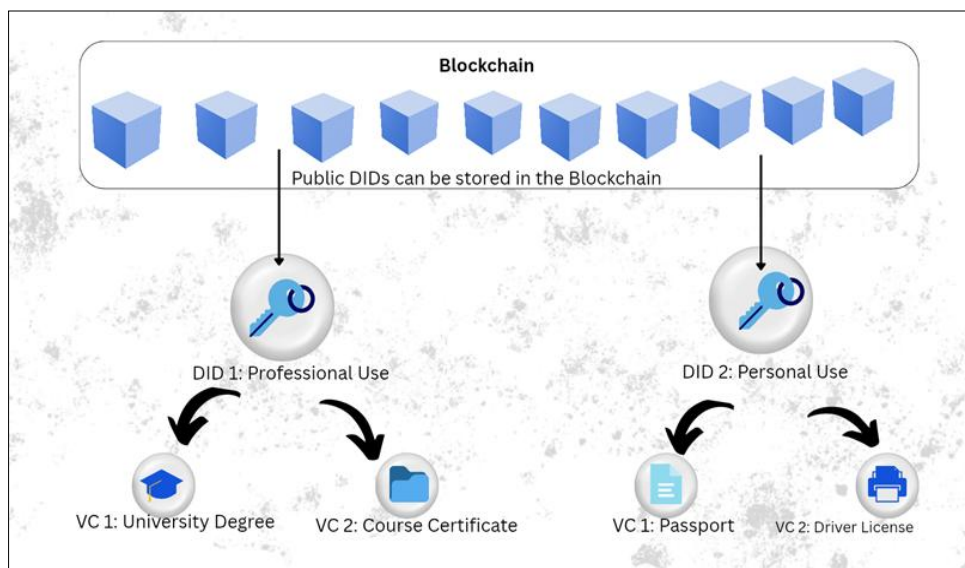 Blockchain
Public DIDs can be stored in the Blockchain
DID 1: Professional Use
DID 2: Personal Use
VC 1: University Degree
VC 2: Course Certificate
VC 1: Passport
VC 2: Driver License